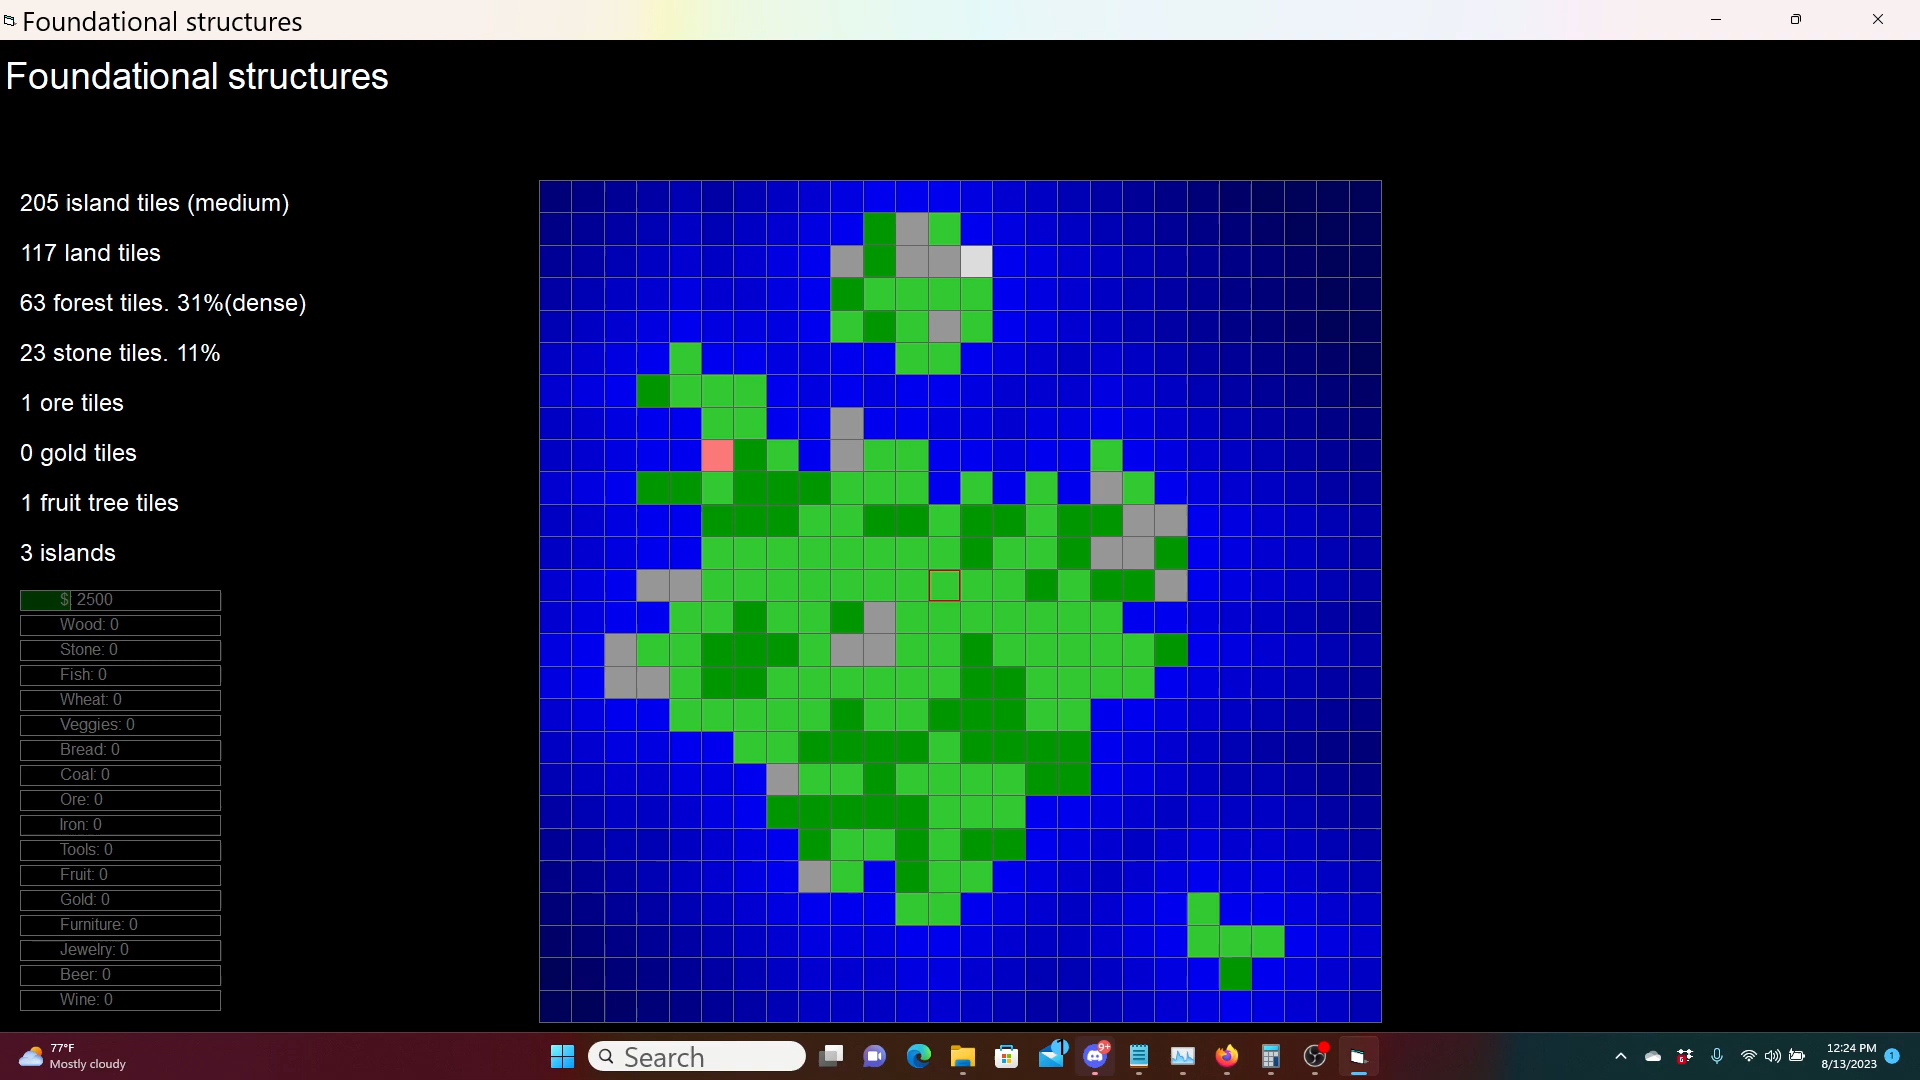 Foundational structures
Foundational structures
205 island tiles (medium)
117 land tiles
63 forest tiles. 31%(dense)
23 stone tiles. 11%
1 ore tiles
0 gold tiles
1 fruit tree tiles
3 islands
$: 2500
Wood: 0
Stone: 0
Fish: 0
Wheat: 0
Veggies: 0
Bread: 0
Coal: 0
Ore: 0
Iron: 0
Tools: 0
Fruit: 0
Gold: 0
Furniture: 0
Jewelry: 0
Beer: 0
Wine: 0
77°F
Mostly cloudy
Search
1
9+
12:24 PM
8/13/2023
1